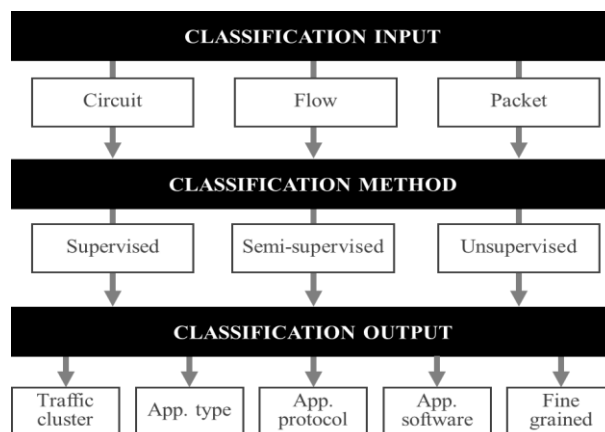 CLASSIFICATION INPUT
Circuit
Flow
Packet
CLASSIFICATION METHOD
Supervised
Semi-supervised
Unsupervised
CLASSIFICATION OUTPUT
Traffic
cluster
App. type
App.
protocol
App.
software
Fine
grained